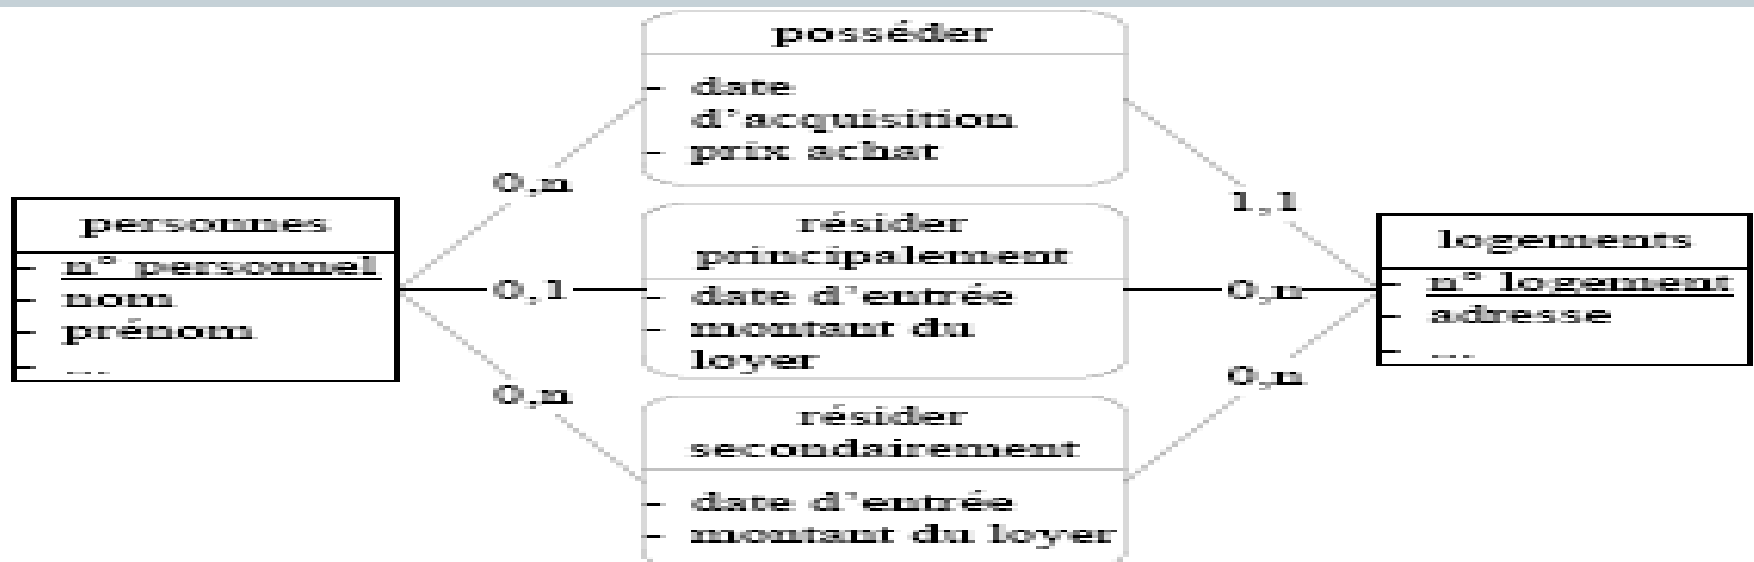 posséder
- date
d'acquisition
- prix achat
0,n
1,1
personnes
- n° personnel
- nom
- prénom
- ...
résider
principalement
- date d'entrée
- montant du
loyer
0,1
0,n
logements
- n° logement
- adresse
- ...
0,n
0,n
résider
secondairement
- date d'entrée
- montant du loyer